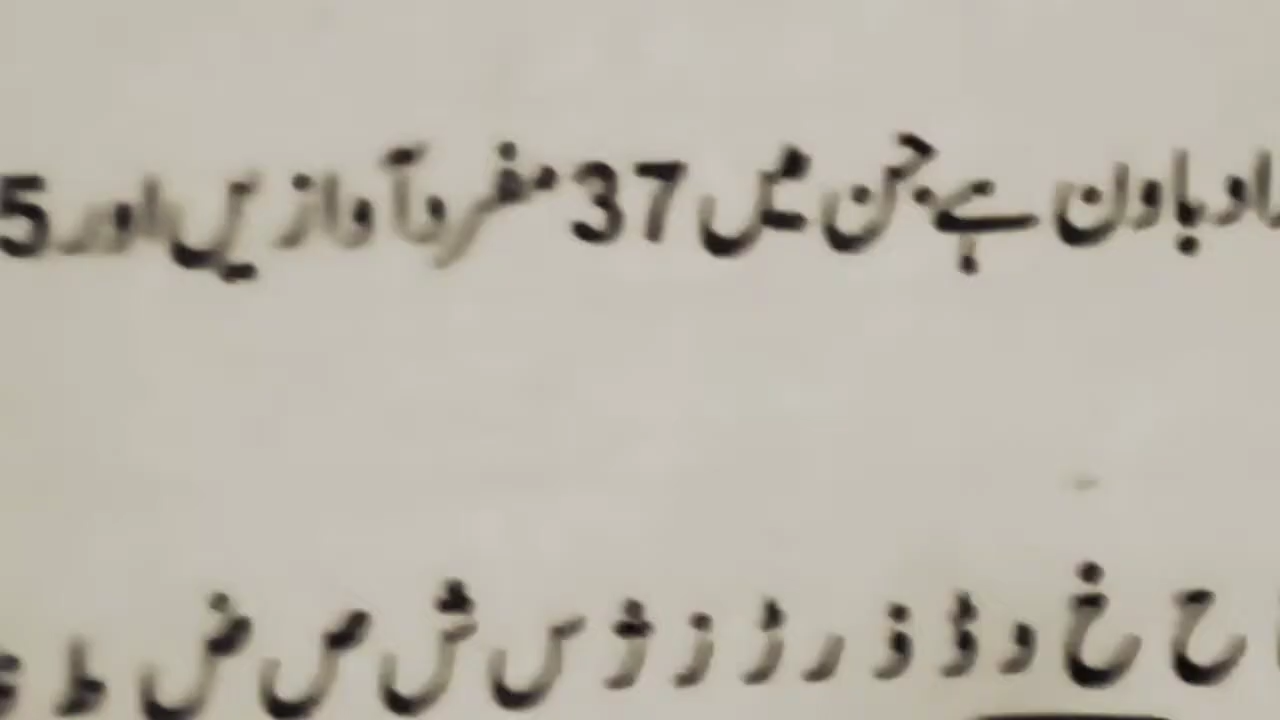 باون ہے جن میں 37 مفرد آوازیں اور 5
ح خ د ڈ ذ ر ڑ ز ژ س ش ص ض ط